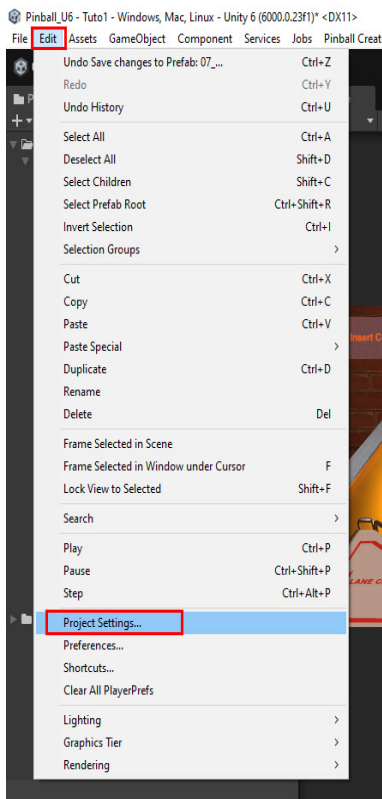 Pinball_U6 - Tuto1 - Windows, Mac, Linux - Unity 6 (6000.0.23f1)* <DX11>
File Edit Assets GameObject Component Services Jobs Pinball Creat
Undo Save changes to Prefab: 07_... Ctrl+Z
Redo Ctrl+Y
Undo History Ctrl+U
Select All Ctrl+A
Deselect All Shift+D
Select Children Shift+C
Select Prefab Root Ctrl+Shift+R
Invert Selection Ctrl+I
Selection Groups >
Cut Ctrl+X
Copy Ctrl+C
Paste Ctrl+V
Insert C
Paste Special >
Duplicate Ctrl+D
Rename
Delete Del
Frame Selected in Scene
Frame Selected in Window under Cursor F
Lock View to Selected Shift+F
Search >
Play Ctrl+P
Pause Ctrl+Shift+P
LANE
Step Ctrl+Alt+P
Project Settings...
Preferences...
Shortcuts...
Clear All PlayerPrefs
Lighting >
Graphics Tier >
Rendering >